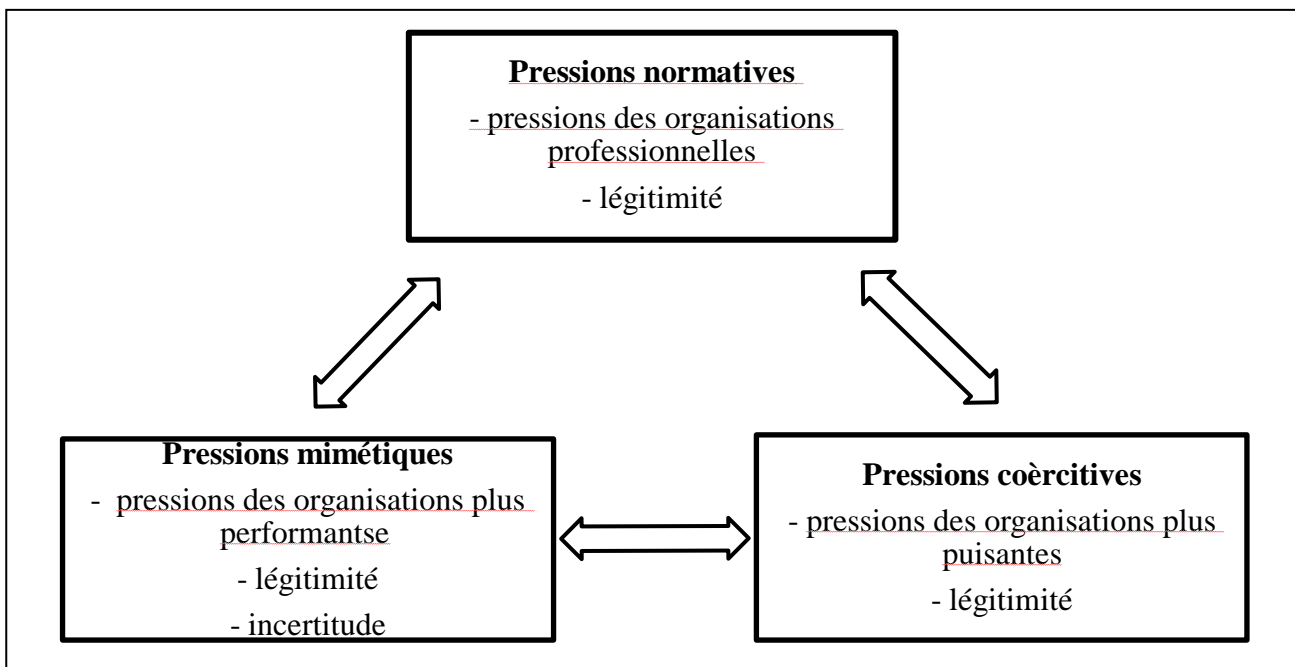 Pressions normatives
- pressions des organisations
professionnelles
- légitimité
Pressions mimétiques
- pressions des organisations plus
performantse
- légitimité
- incertitude
Pressions coèrcitives
- pressions des organisations plus
puisantes
- légitimité